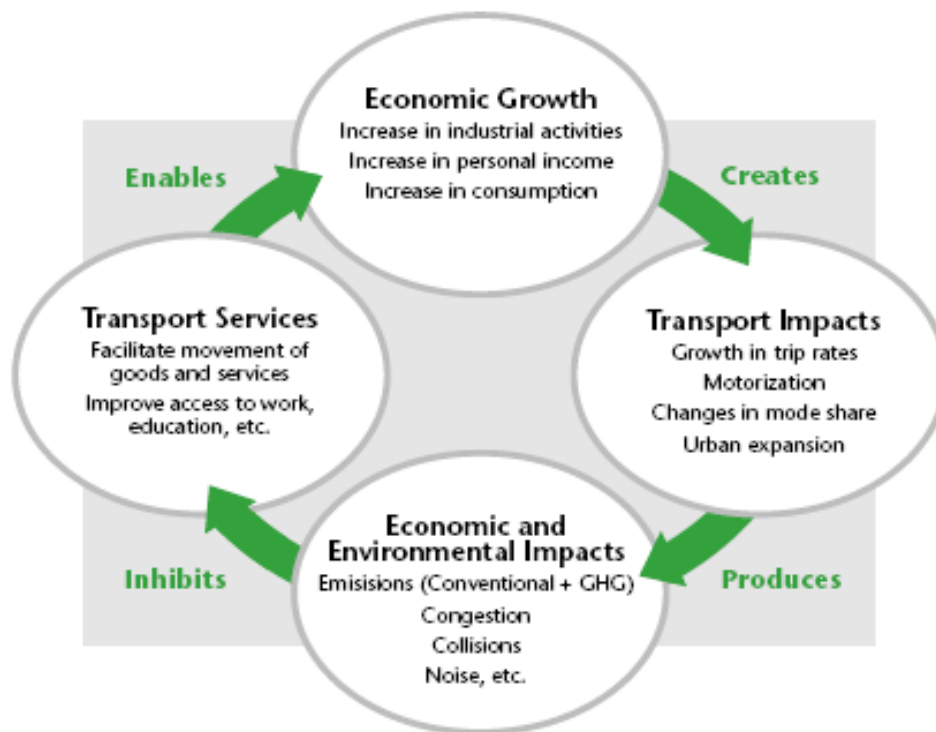 Economic Growth
Increase in industrial activities
Increase in personal income
Increase in consumption
Enables
Creates
Transport Services
Facilitate movement of
goods and services
Improve access to work,
education, etc.
Transport Impacts
Growth in trip rates
Motorization
Changes in mode share
Urban expansion
Economic and
Environmental Impacts
Emisisions (Conventional + GHG)
Congestion
Collisions
Noise, etc.
Inhibits
Produces